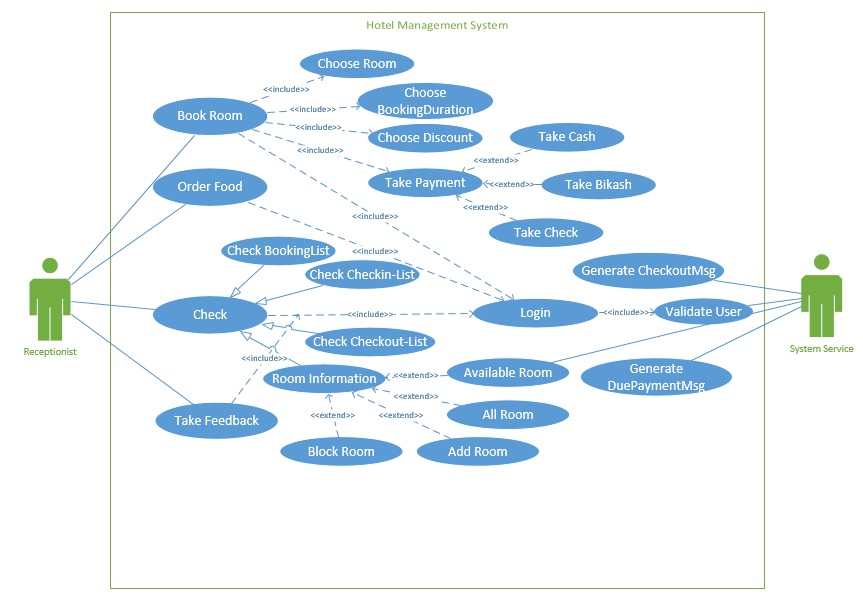 Hotel Management System
Choose Room
<<include>>
Choose
BookingDuration
<<include>>
Book Room
<<include>>
Choose Discount
Take Cash
<<include>>
<<extend>>
Take Payment
<<extend>>
Take Bikash
Order Food
<<extend>>
<<include>>
Take Check
Check BookingList
<<include>>
Check Checkin-List
Generate CheckoutMsg
Check
<<include>>
Login
<<include>>
Validate User
Check Checkout-List
Receptionist
System Service
<<include>>
Room Information
<<extend>>
Available Room
Generate
DuePaymentMsg
<<extend>>
<<extend>>
<<extend>>
All Room
Take Feedback
Block Room
Add Room